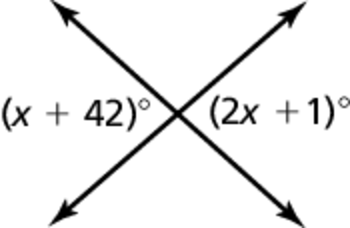 (x + 42)° (2x + 1)°